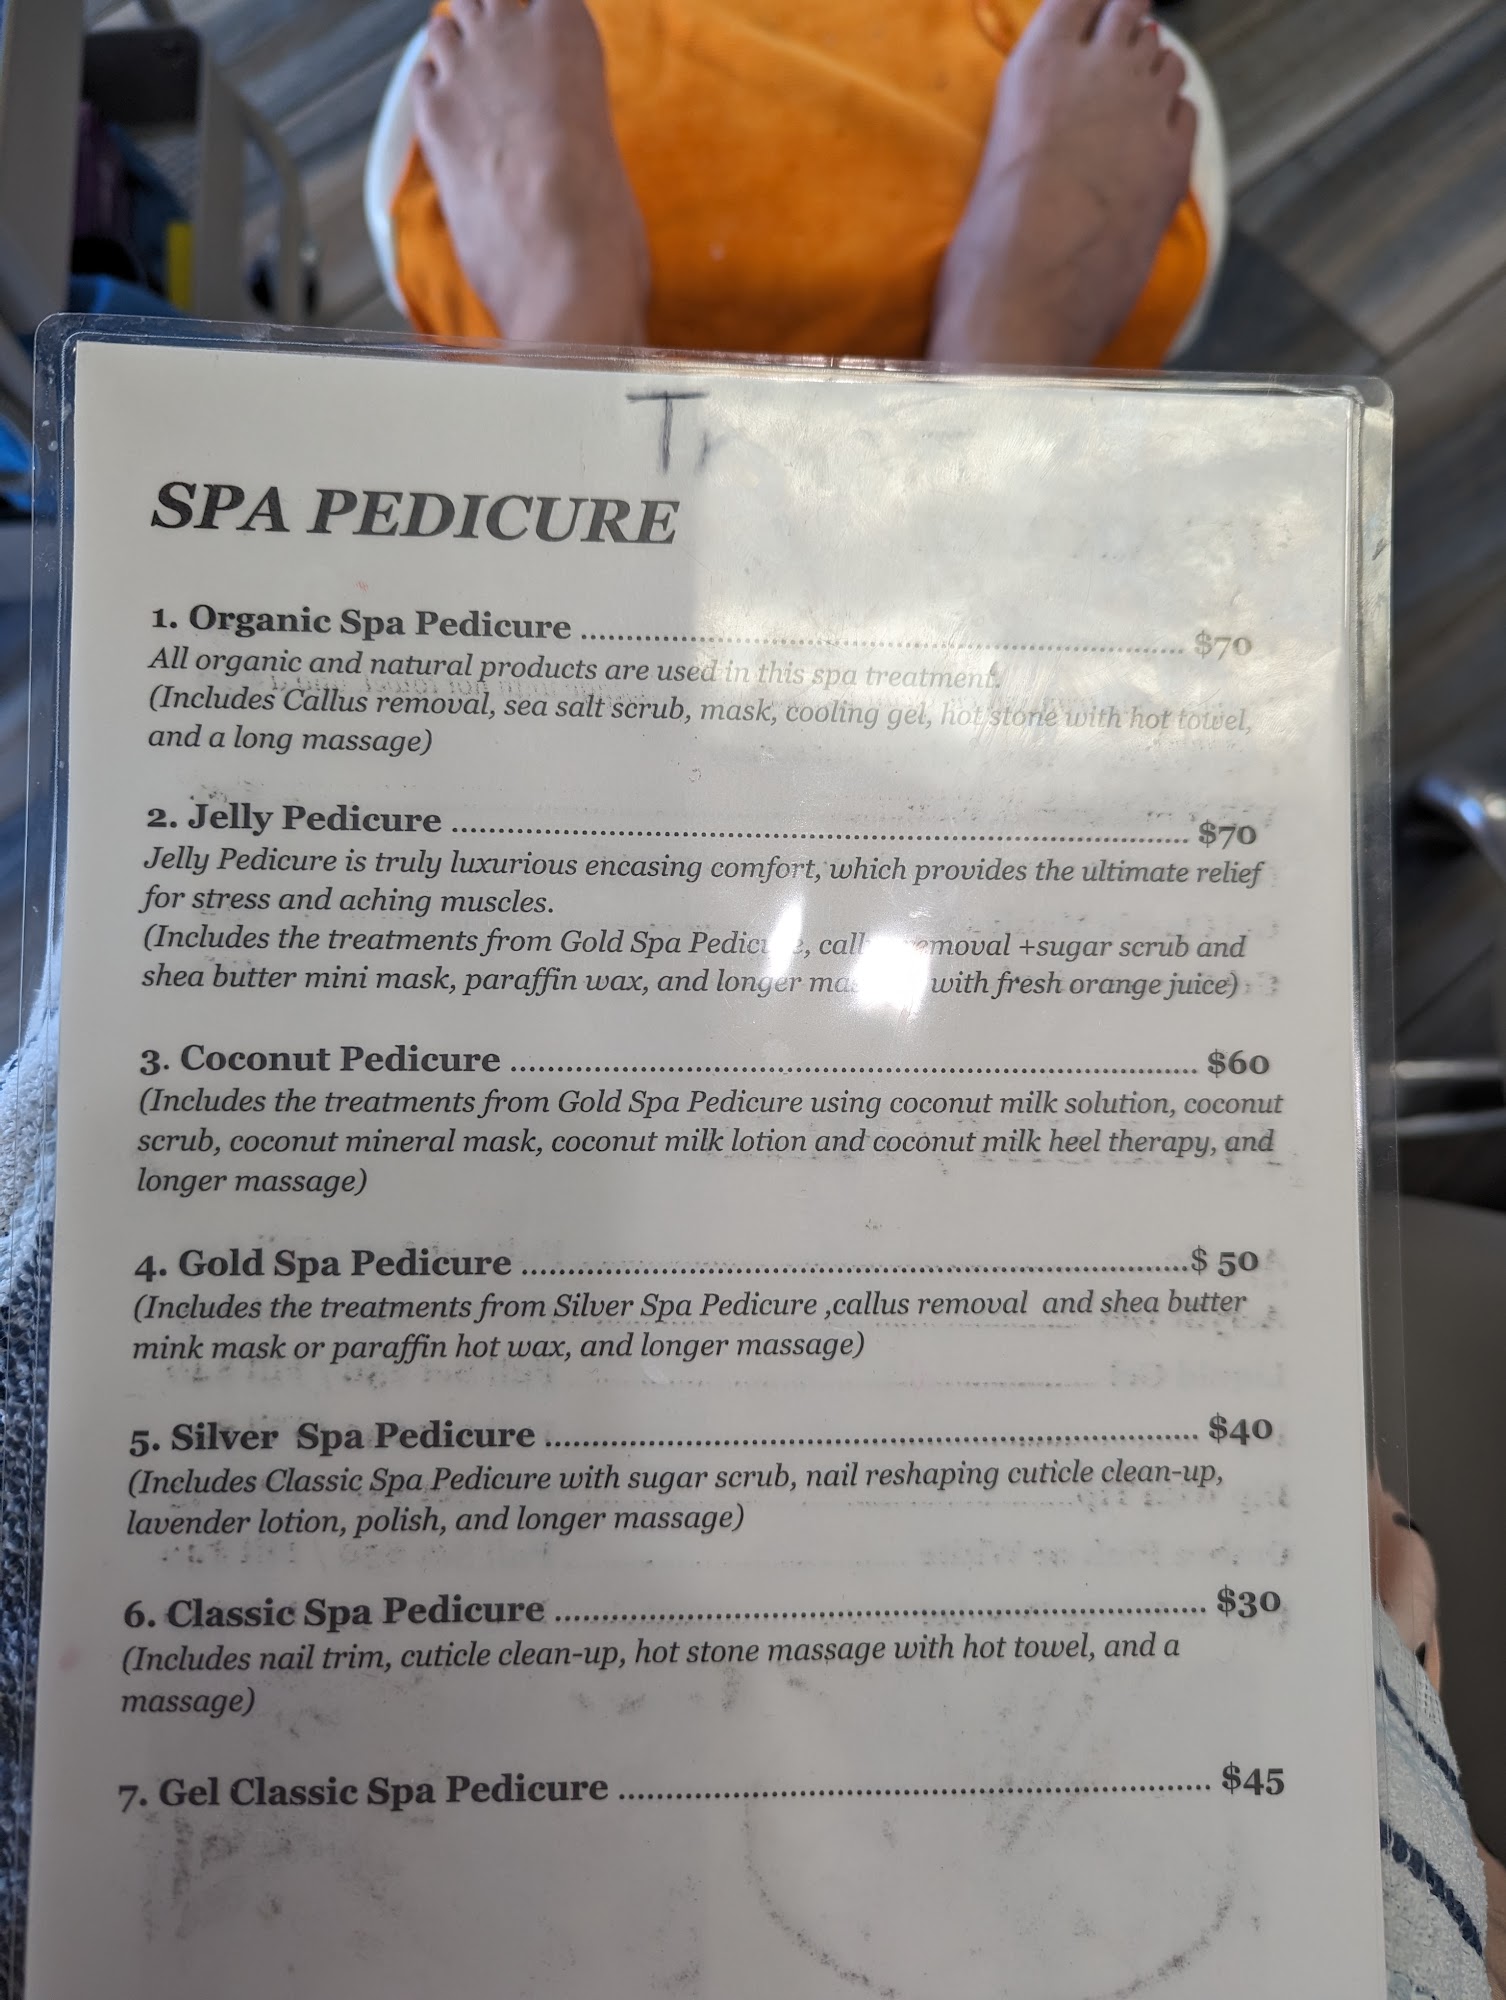 T
SPA PEDICURE
1. Organic Spa Pedicure ........ $70
All organic and natural products are used in this spa treatment.
(Includes Callus removal, sea salt scrub, mask, cooling gel, hot stone with hot towel,
and a long massage)
2. Jelly Pedicure ........ $70
Jelly Pedicure is truly luxurious encasing comfort, which provides the ultimate relief
for stress and aching muscles.
(Includes the treatments from Gold Spa Pedicure, callus removal +sugar scrub and
shea butter mini mask, paraffin wax, and longer massage with fresh orange juice)
3. Coconut Pedicure ........ $60
(Includes the treatments from Gold Spa Pedicure using coconut milk solution, coconut
scrub, coconut mineral mask, coconut milk lotion and coconut milk heel therapy, and
longer massage)
4. Gold Spa Pedicure ........$ 50
(Includes the treatments from Silver Spa Pedicure ,callus removal and shea butter
mink mask or paraffin hot wax, and longer massage)
5. Silver Spa Pedicure ........ $40
(Includes Classic Spa Pedicure with sugar scrub, nail reshaping cuticle clean-up,
lavender lotion, polish, and longer massage)
6. Classic Spa Pedicure ........ $30
(Includes nail trim, cuticle clean-up, hot stone massage with hot towel, and a
massage)
7. Gel Classic Spa Pedicure ........ $45